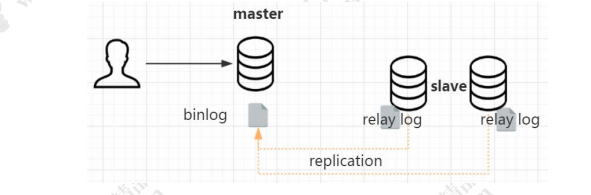 master
slave
binlog
relay log
relay log
replication